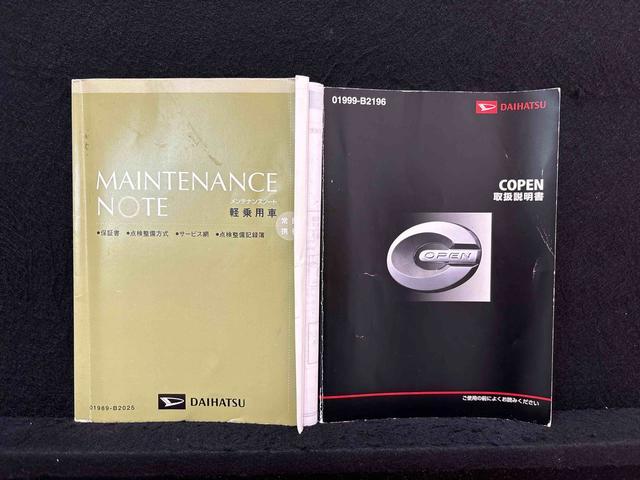 MAINTENANCE
NOTE
メンテナンスノート
軽乗用車
•保証書 •点検整備方式 •サービス網 •点検整備記録簿
DAIHATSU
01989-B2025
常
携
01999-B2196
DAIHATSU
COPEN
取扱説明書
COPEN
ご使用の前によくお読みください